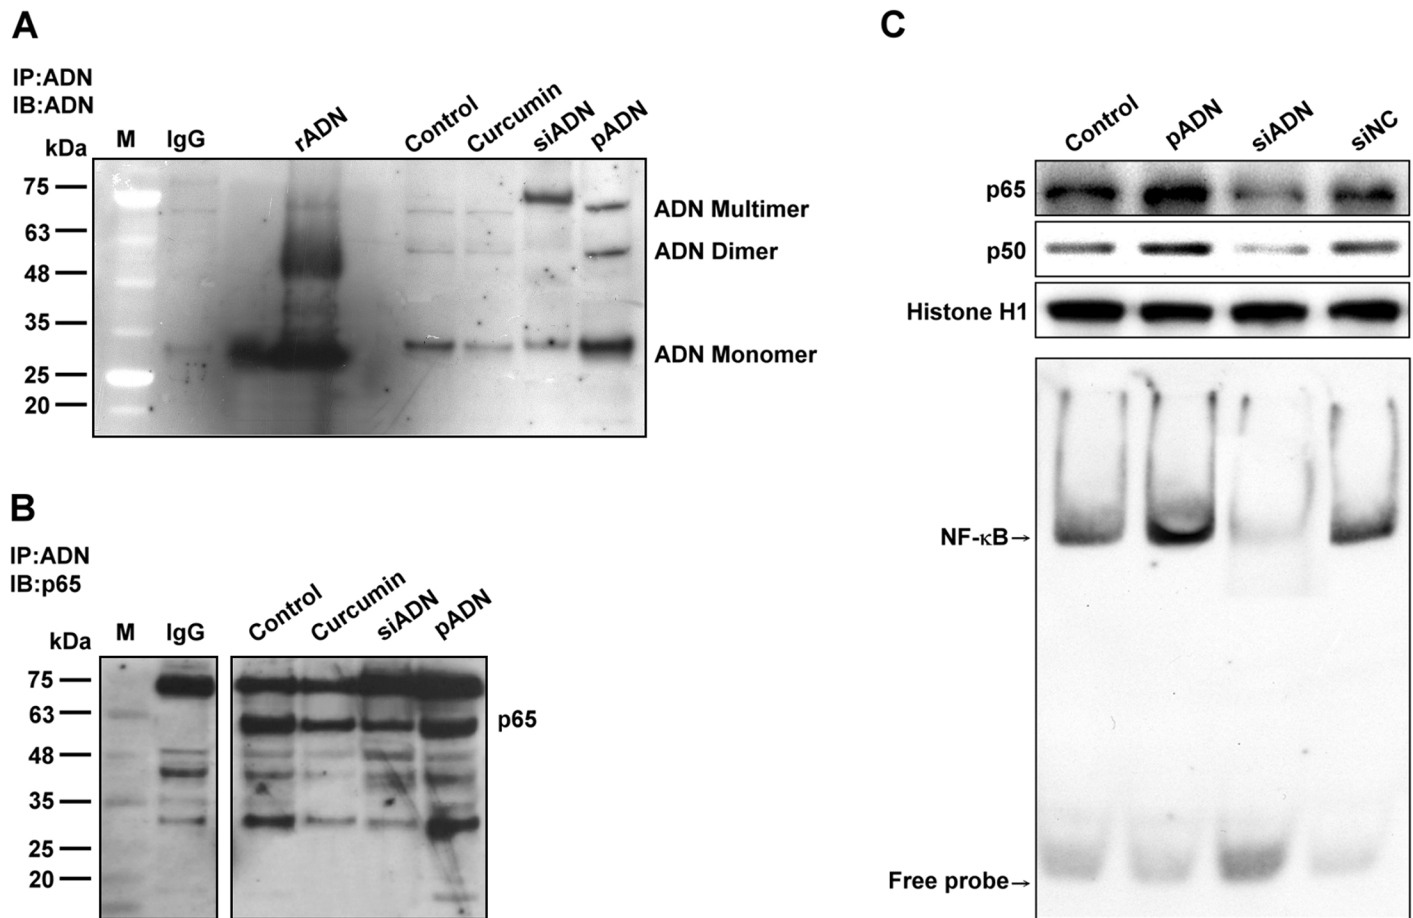 A
IP:ADN
IB:ADN
kDa
M
IgG
rADN
Control
Curcumin
siADN
pADN
75
63
48
35
25
20
ADN Multimer
ADN Dimer
ADN Monomer
B
IP:ADN
IB:p65
kDa
M
IgG
Control
Curcumin
siADN
pADN
75
63
48
35
25
20
p65
C
Control
pADN
siADN
siNC
p65
p50
Histone H1
NF-κB→
Free probe→